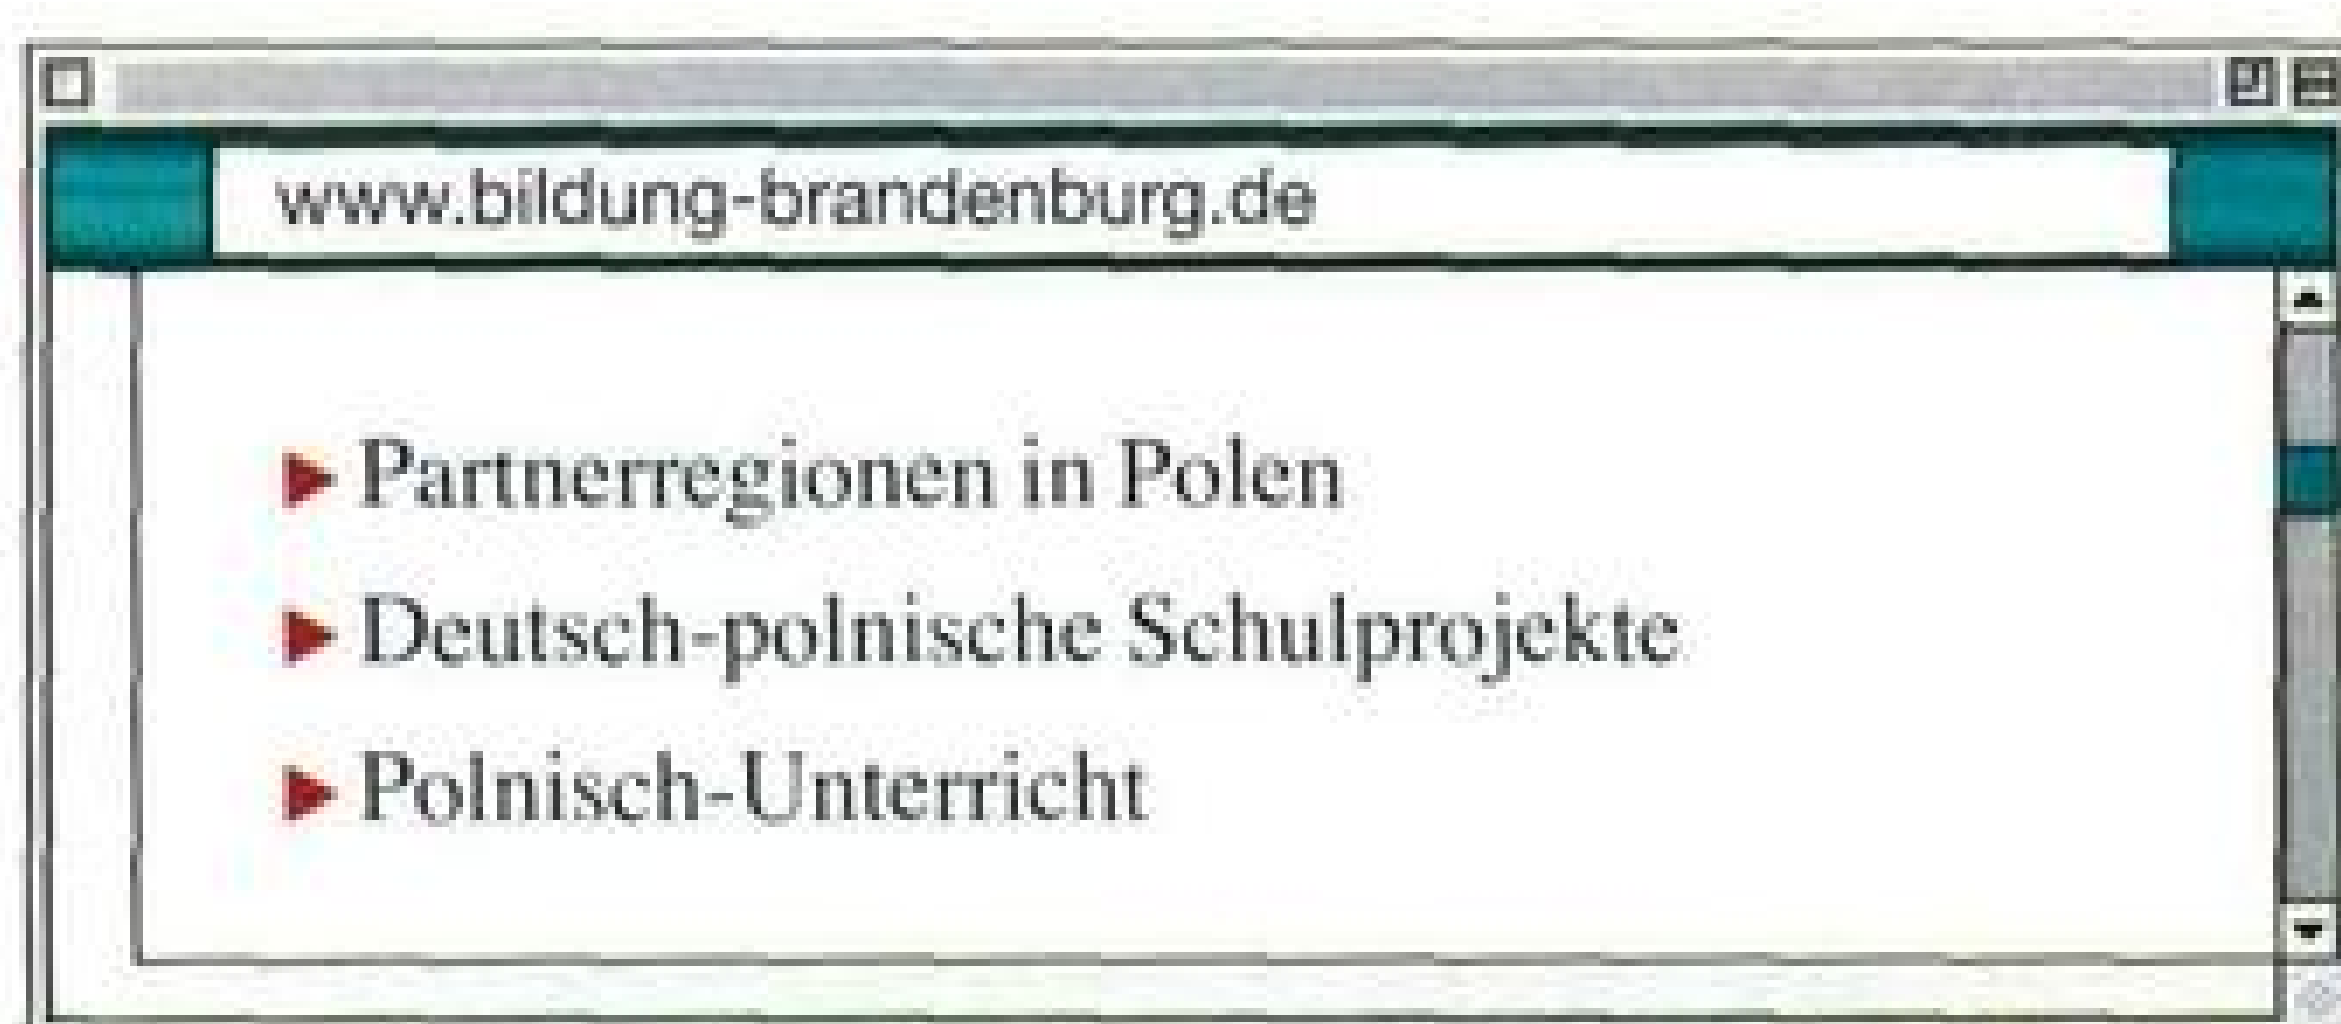 www.bildung-brandenburg.de
Partnerregionen in Polen
Deutsch-polnische Schulprojekte
Polnisch-Unterricht